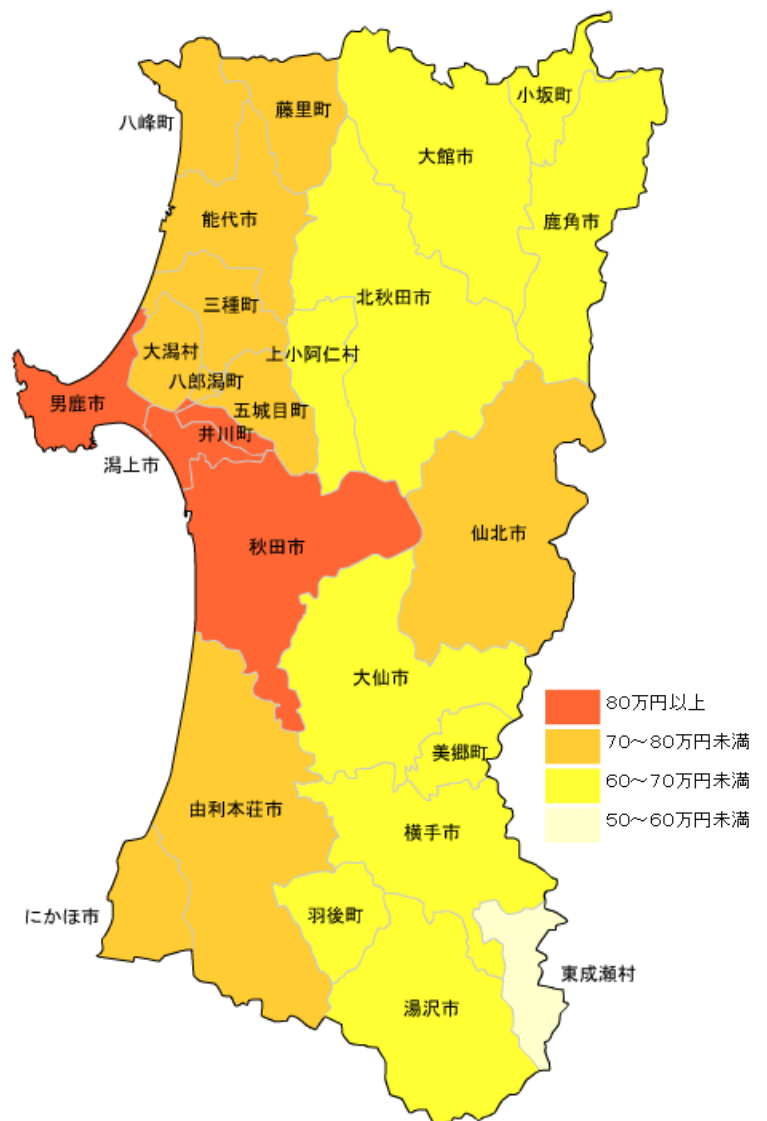 小坂町
藤里町
八峰町
大館市
鹿角市
能代市
北秋田市
三種町
大潟村
上小阿仁村
八郎潟町
男鹿市
五城目町
井川町
潟上市
仙北市
秋田市
大仙市
80万円以上
70～80万円未満
美郷町
60～70万円未満
由利本荘市
50～60万円未満
横手市
にかほ市
羽後町
東成瀬村
湯沢市